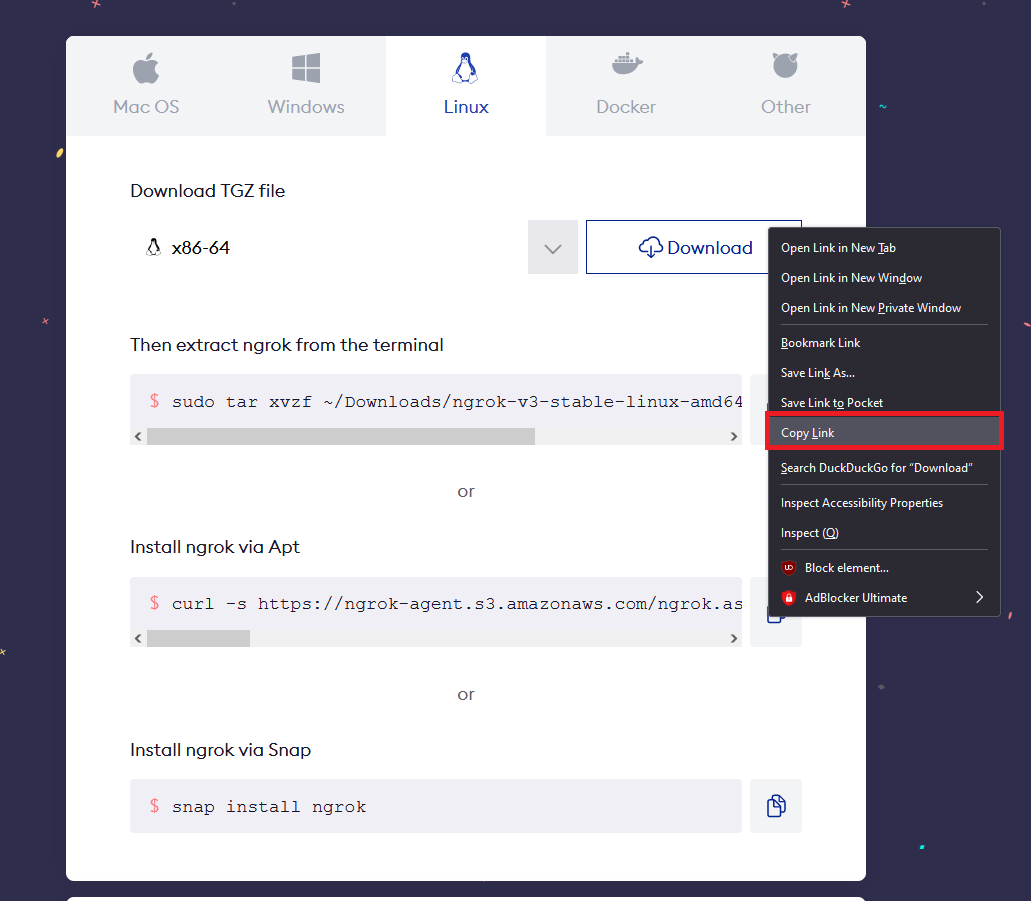 Mac OS
Windows
Linux
Docker
Other
Download TGZ file
x86-64
Download
Then extract ngrok from the terminal
$ sudo tar xvzf ~/Downloads/ngrok-v3-stable-linux-amd64
or
Install ngrok via Apt
$ curl -s https://ngrok-agent.s3.amazonaws.com/ngrok.as
or
Install ngrok via Snap
$ snap install ngrok
Open Link in New Tab
Open Link in New Window
Open Link in New Private Window
Bookmark Link
Save Link As...
Save Link to Pocket
Copy Link
Search DuckDuckGo for “Download”
Inspect Accessibility Properties
Inspect (Q)
Block element...
AdBlocker Ultimate